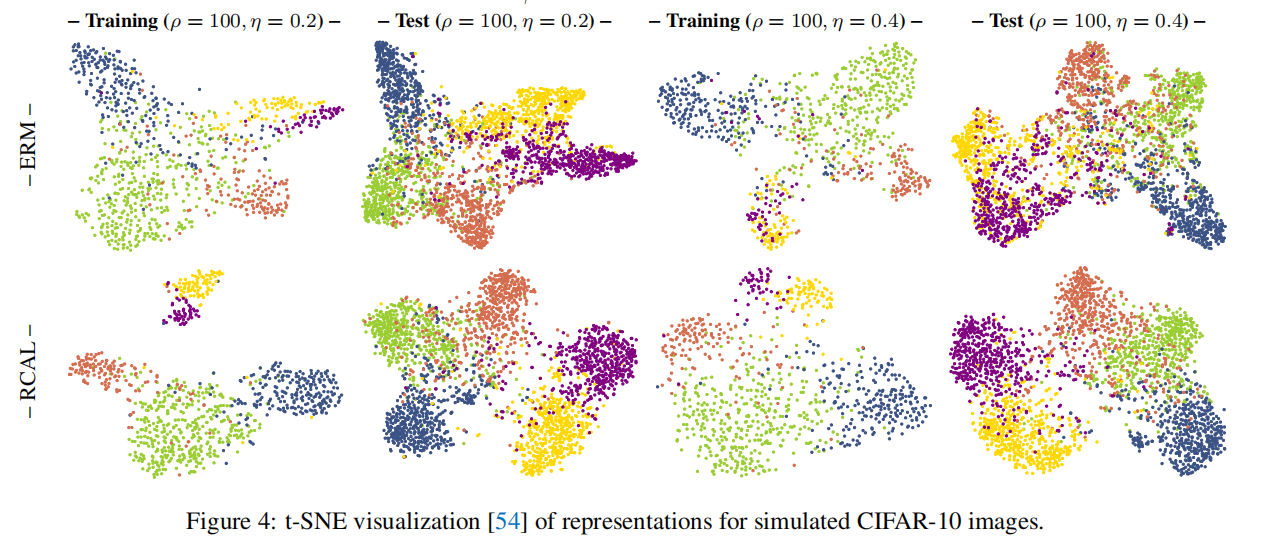 – Training (ρ = 100, η = 0.2) – – Test (ρ = 100, η = 0.2) – – Training (ρ = 100, η = 0.4) – – Test (ρ = 100, η = 0.4) –
– ERM –
– RCAL –
Figure 4: t-SNE visualization [54] of representations for simulated CIFAR-10 images.